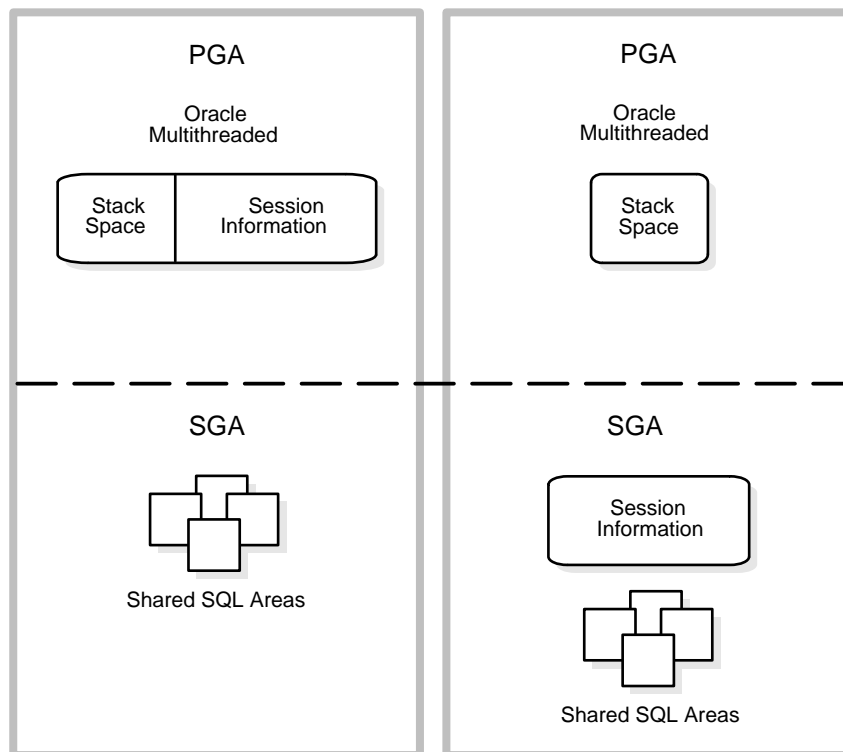 PGA
Oracle
Multithreaded
Stack
Space
Session
Information
SGA
Shared SQL Areas
PGA
Oracle
Multithreaded
Stack
Space
SGA
Session
Information
Shared SQL Areas